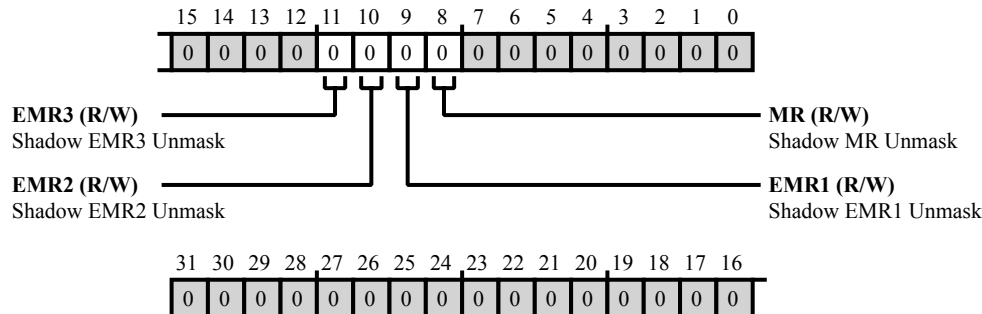 15 14 13 12 11 10 9 8 7 6 5 4 3 2 1 0
0 0 0 0 0 0 0 0 0 0 0 0 0 0 0 0
EMR3 (R/W)
Shadow EMR3 Unmask
MR (R/W)
Shadow MR Unmask
EMR2 (R/W)
Shadow EMR2 Unmask
EMR1 (R/W)
Shadow EMR1 Unmask
31 30 29 28 27 26 25 24 23 22 21 20 19 18 17 16
0 0 0 0 0 0 0 0 0 0 0 0 0 0 0 0